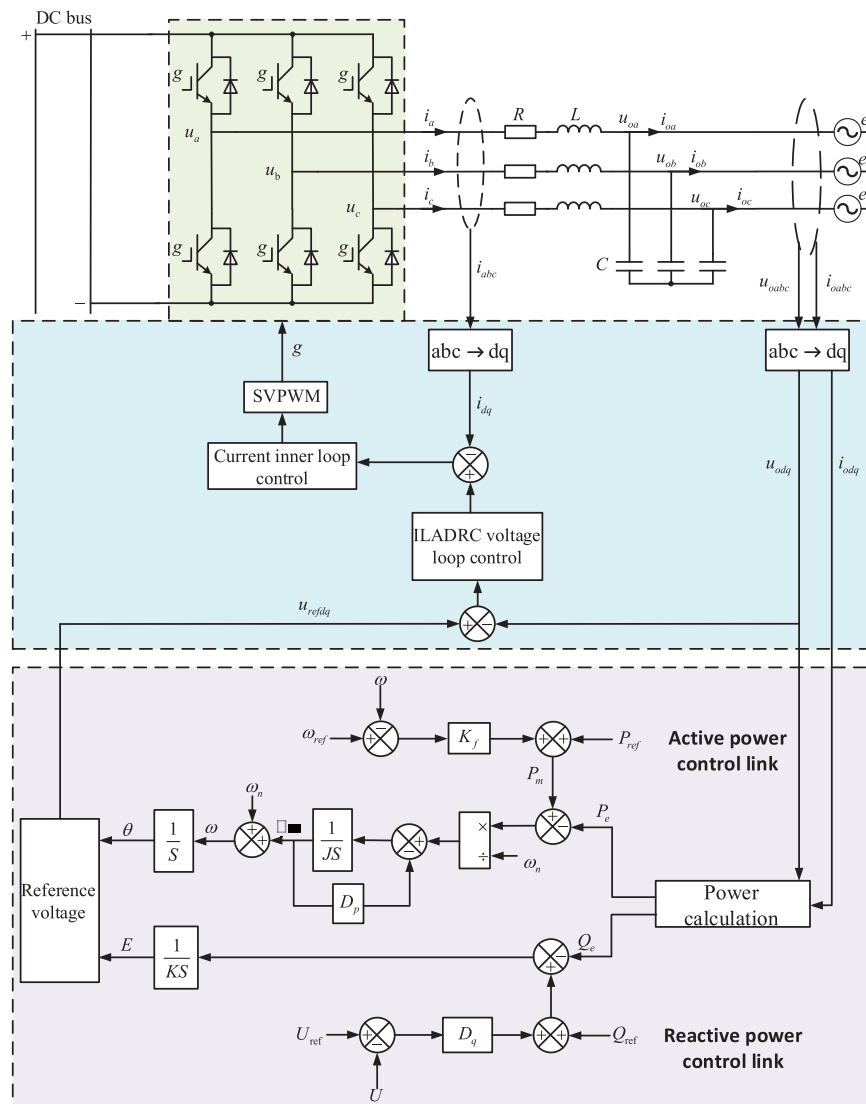 DC bus
+
g g g
i_a R L u_oa i_oa e
u_a
i_b u_ob i_ob e
u_b
i_c u_oc i_oc e
u_c
g g g
i_abc C u_oabc i_oabc
−
g
abc → dq abc → dq
SVPWM
i_dq
Current inner loop
control
−
+
u_odq i_odq
ILADRC voltage
loop control
u_refdq
+ −
ω
ω_ref + − K_f + + P_ref
Active power
control link
P_m
ω_n P_e
θ 1/S ω + + 1/JS + − × + −
÷ ω_n
D_p
Reference
voltage
Power
calculation
E 1/KS Q_e
− +
U_ref + − D_q + + Q_ref
Reactive power
control link
U